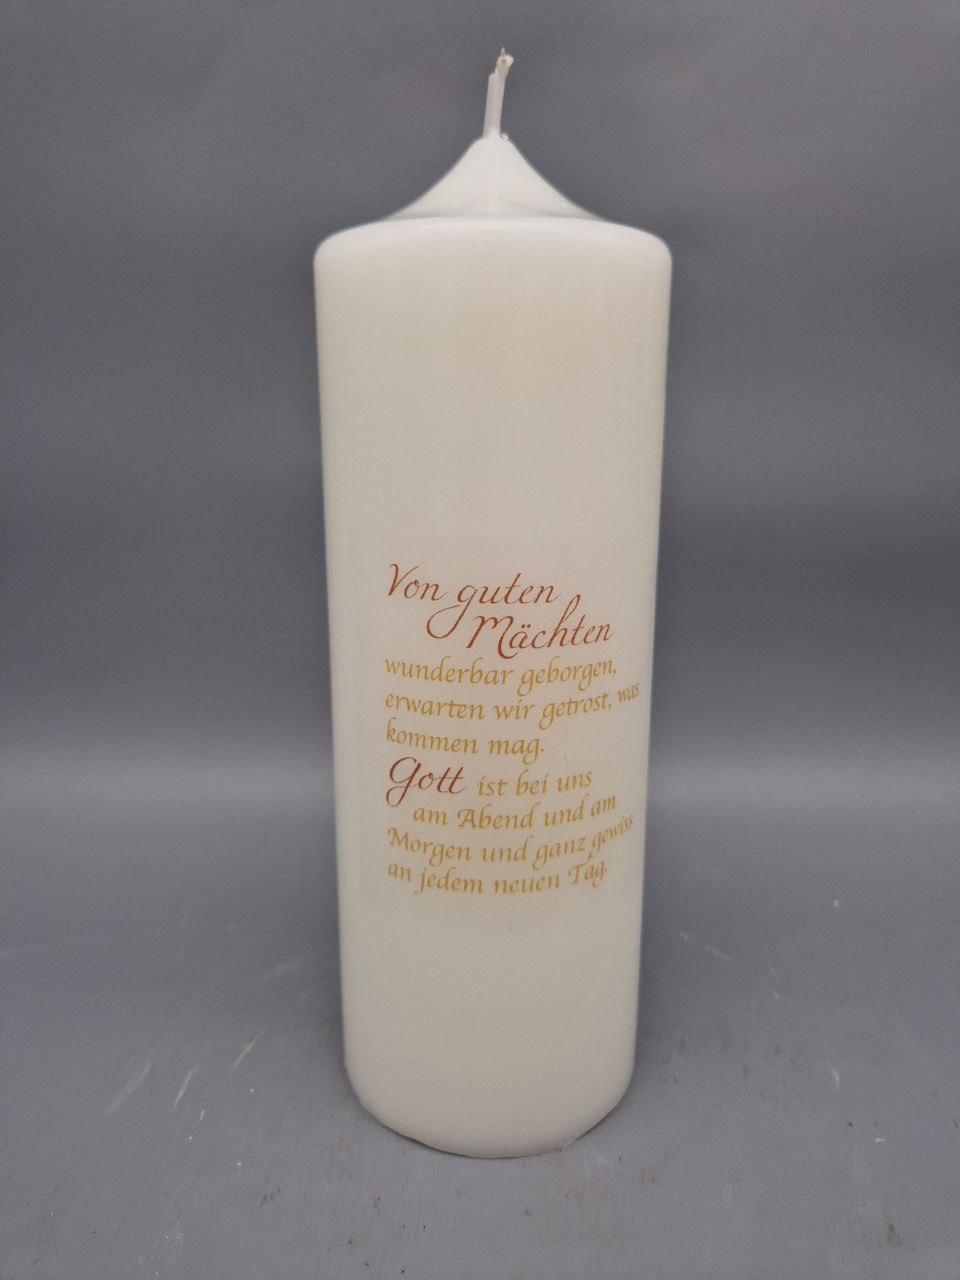 Von guten
Mächten
wunderbar geborgen,
erwarten wir getrost, was
kommen mag.
Gott ist bei uns
am Abend und am
Morgen und ganz gewiss
an jedem neuen Tag.